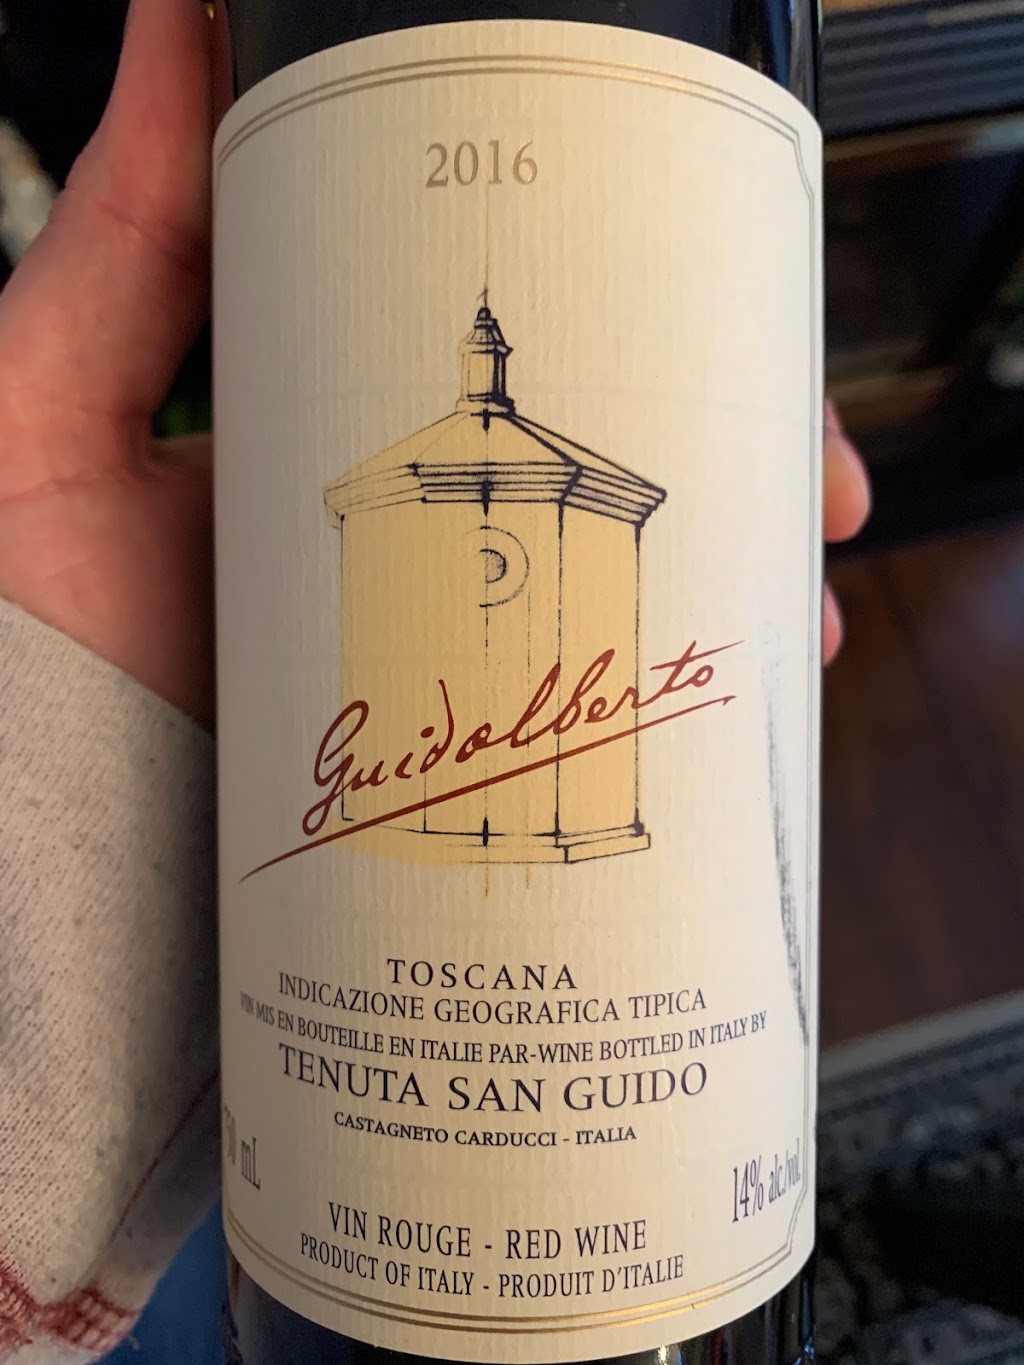 2016
Guidalberto
TOSCANA
INDICAZIONE GEOGRAFICA TIPICA
VIN MIS EN BOUTEILLE EN ITALIE PAR-WINE BOTTLED IN ITALY BY
TENUTA SAN GUIDO
CASTAGNETO CARDUCCI - ITALIA
mL
14% alc./vol.
VIN ROUGE - RED WINE
PRODUCT OF ITALY - PRODUIT D'ITALIE